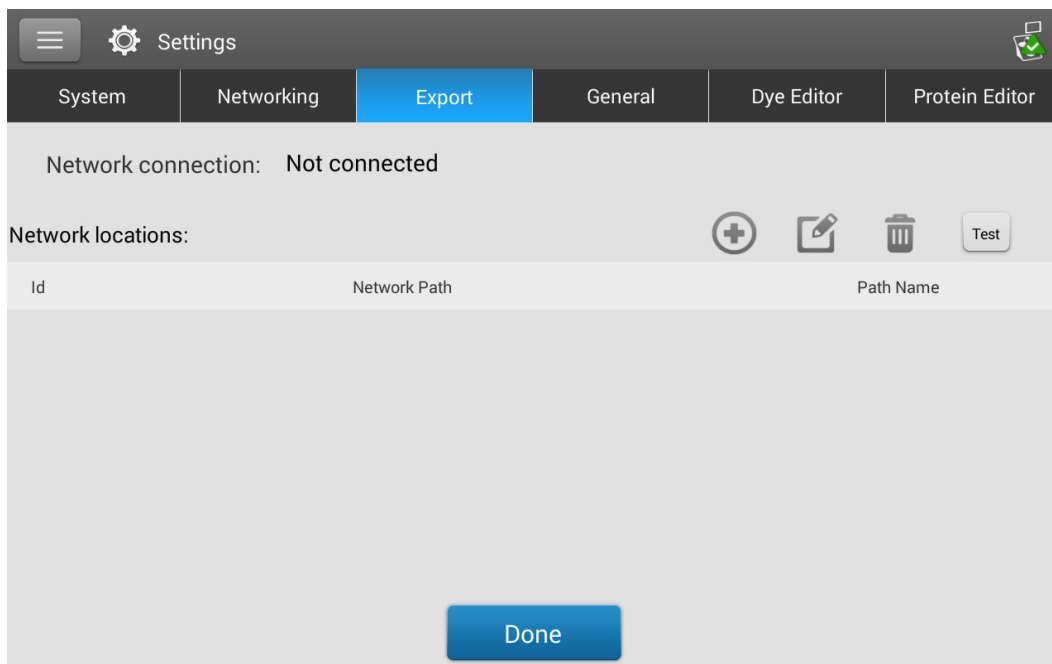 Settings
System Networking Export General Dye Editor Protein Editor
Network connection: Not connected
Network locations: Test
Id Network Path Path Name
Done